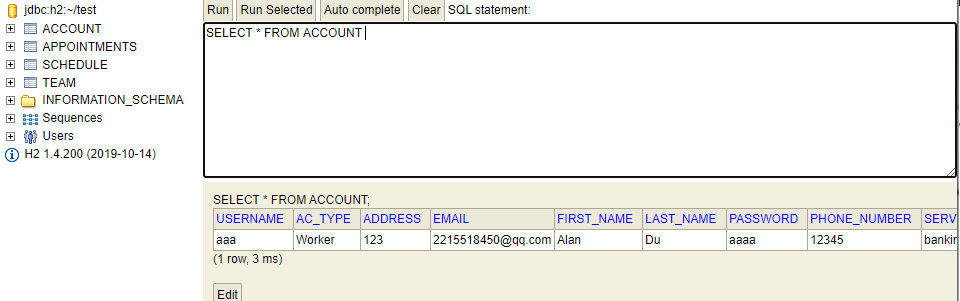 jdbc:h2:~/test
ACCOUNT
APPOINTMENTS
SCHEDULE
TEAM
INFORMATION_SCHEMA
Sequences
Users
H2 1.4.200 (2019-10-14)
Run Run Selected Auto complete Clear SQL statement:
SELECT * FROM ACCOUNT
SELECT * FROM ACCOUNT;
USERNAME AC_TYPE ADDRESS EMAIL FIRST_NAME LAST_NAME PASSWORD PHONE_NUMBER SERV
aaa Worker 123 2215518450@qq.com Alan Du aaaa 12345 bankin
(1 row, 3 ms)
Edit